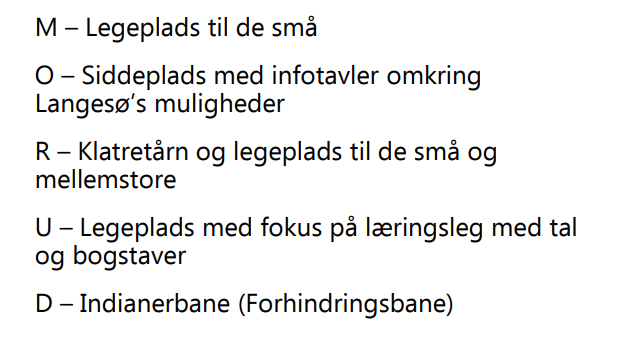 M – Legeplads til de små
O – Siddeplads med infotavler omkring
Langesø’s muligheder
R – Klatretårn og legeplads til de små og
mellemstore
U – Legeplads med fokus på læringsleg med tal
og bogstaver
D – Indianerbane (Forhindringsbane)